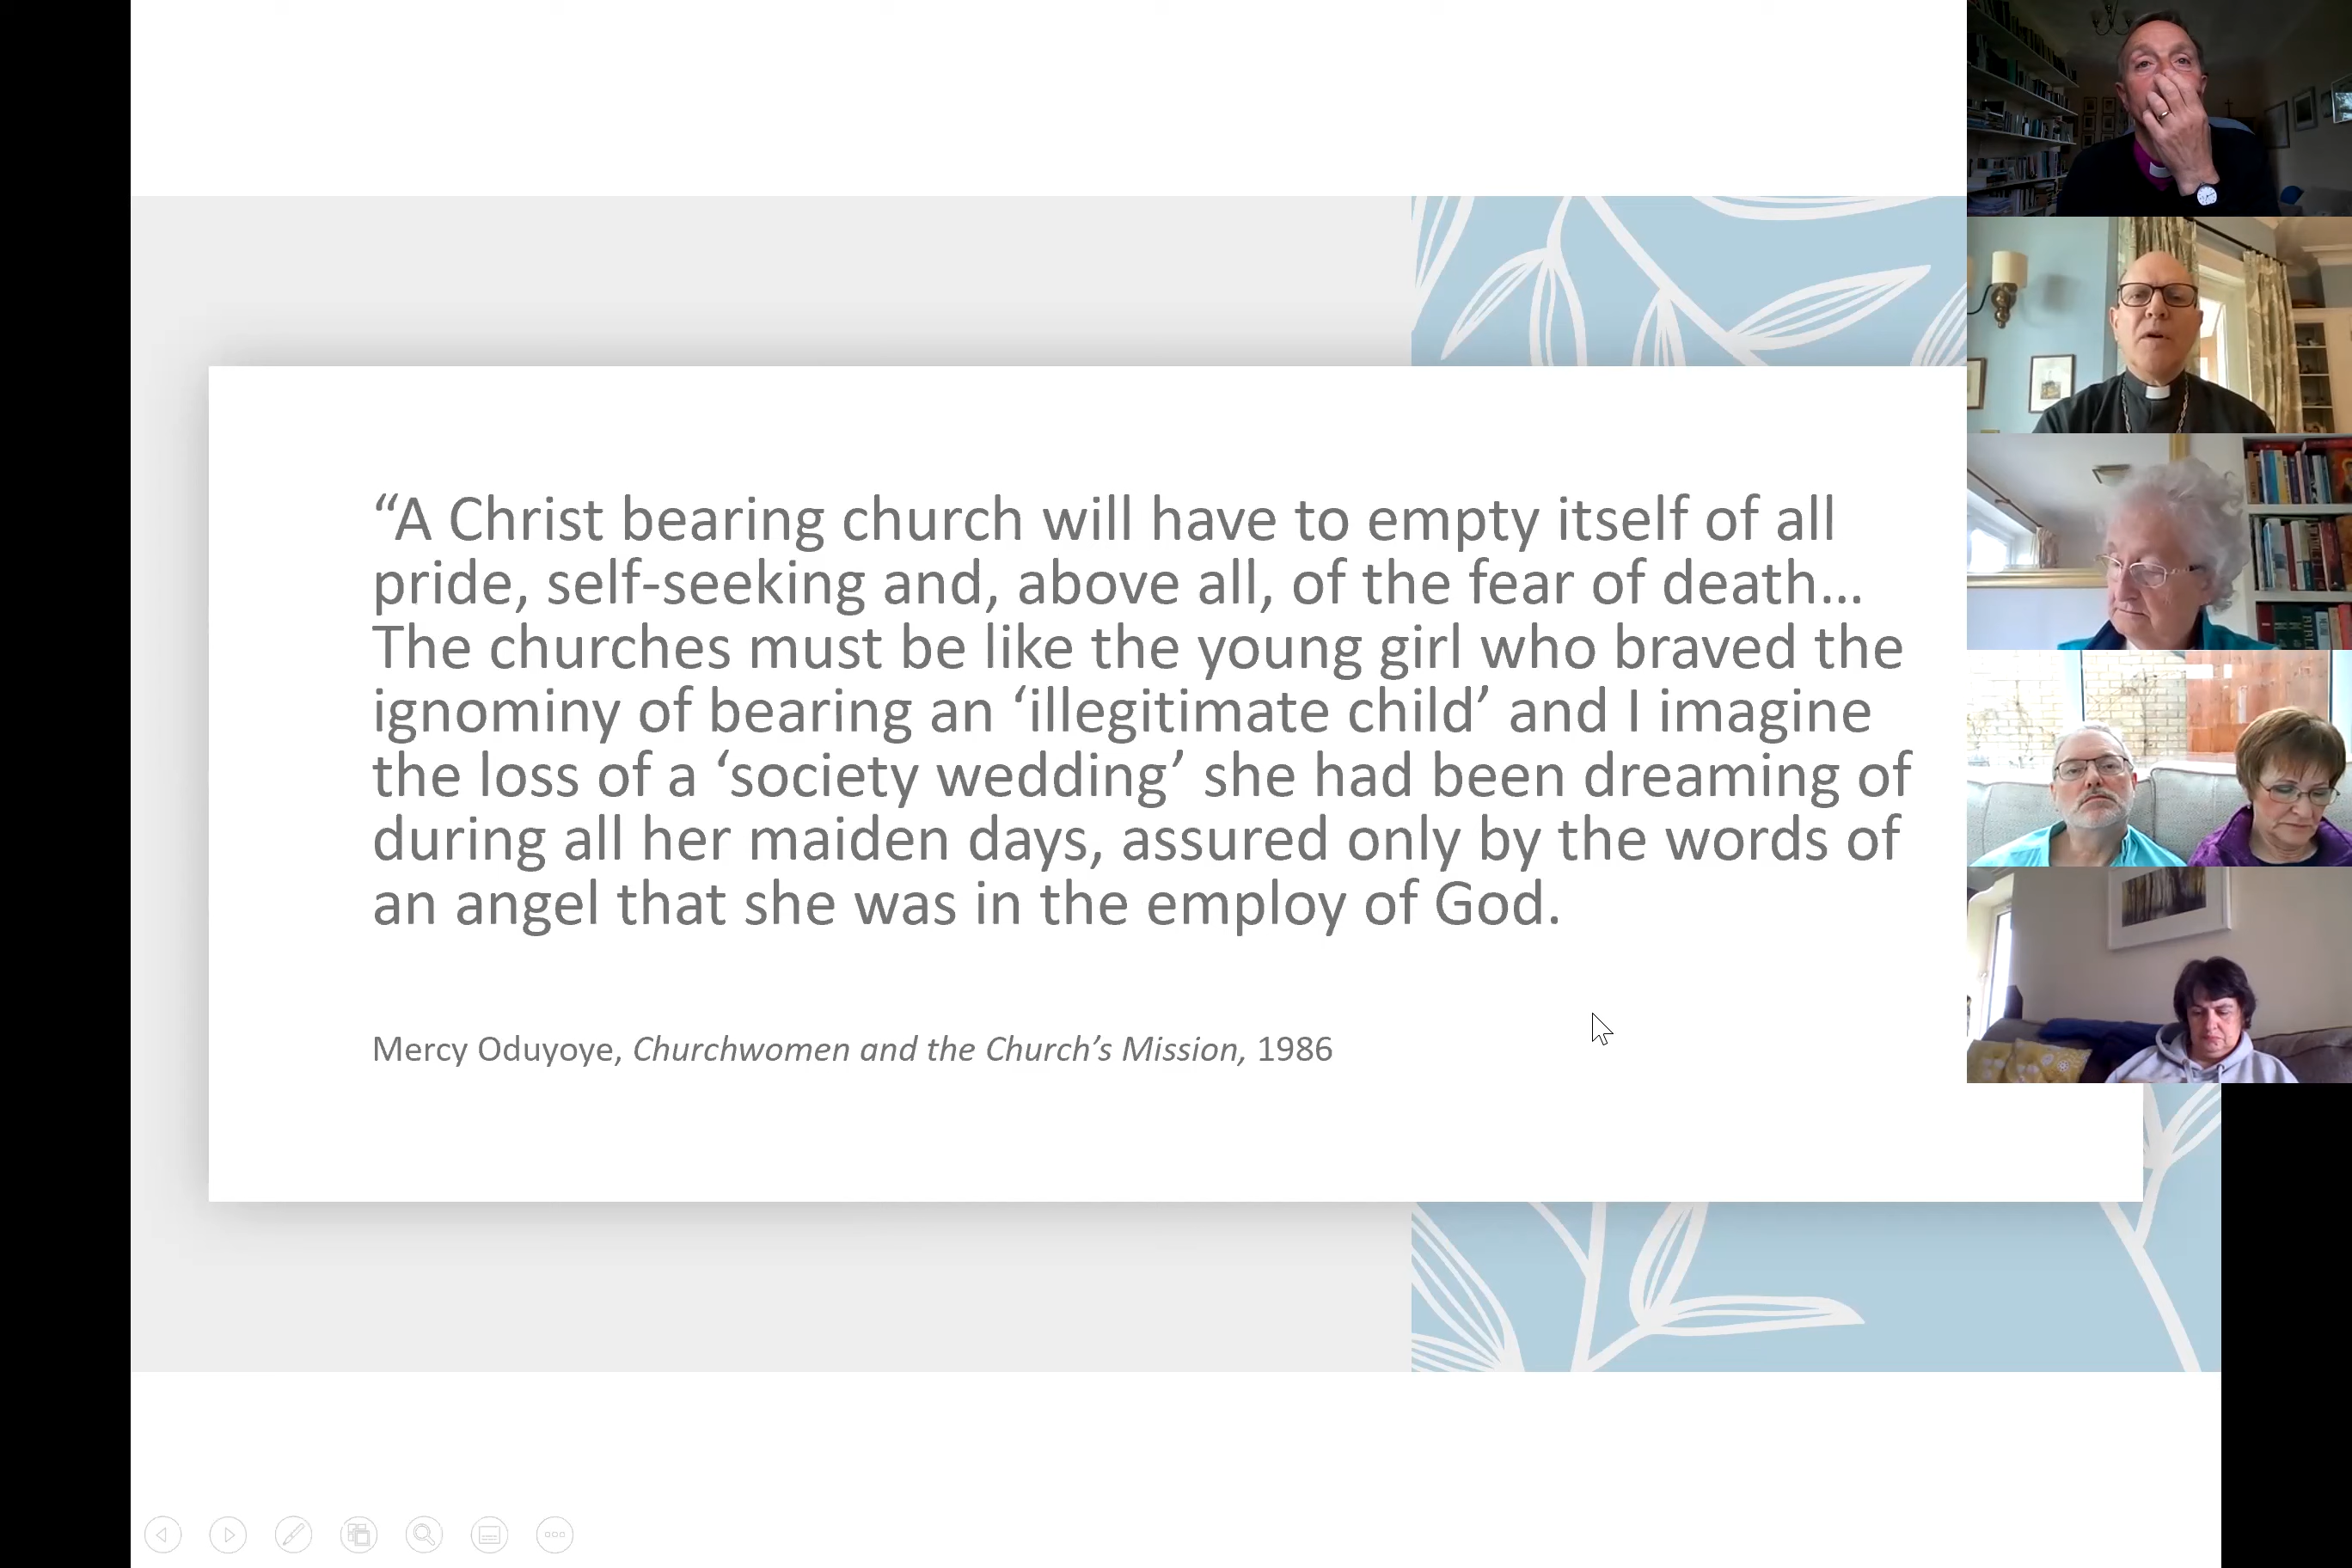 “A Christ bearing church will have to empty itself of all
pride, self-seeking and, above all, of the fear of death...
The churches must be like the young girl who braved the
ignominy of bearing an ‘illegitimate child’ and I imagine
the loss of a ‘society wedding’ she had been dreaming of
during all her maiden days, assured only by the words of
an angel that she was in the employ of God.
Mercy Oduyoye, Churchwomen and the Church’s Mission, 1986